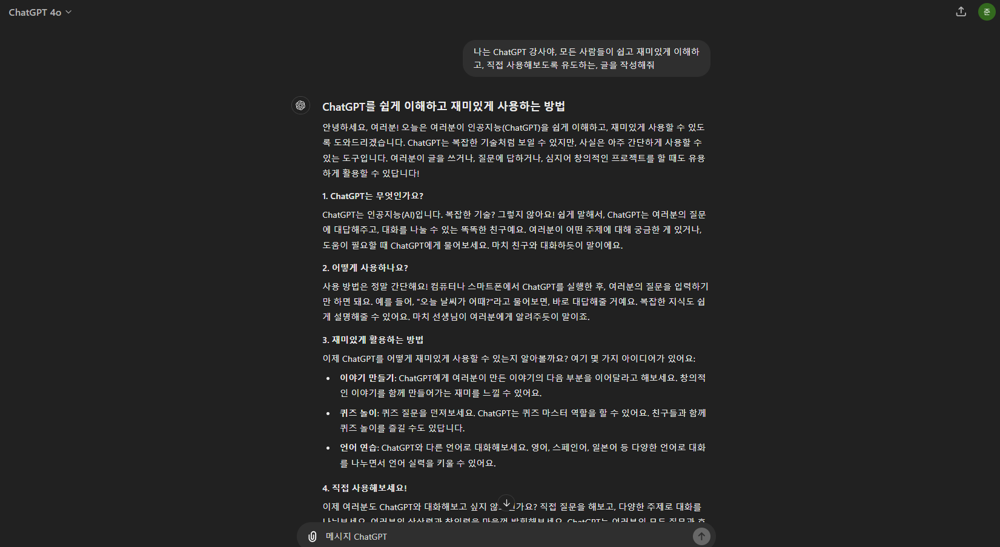 ChatGPT 4o
준
나는 ChatGPT 강사야, 모든 사람들이 쉽고 재미있게 이해하
고, 직접 사용해보도록 유도하는, 글을 작성해줘
ChatGPT를 쉽게 이해하고 재미있게 사용하는 방법
안녕하세요, 여러분! 오늘은 여러분이 인공지능(ChatGPT)을 쉽게 이해하고, 재미있게 사용할 수 있도
록 도와드리겠습니다. ChatGPT는 복잡한 기술처럼 보일 수 있지만, 사실은 아주 간단하게 사용할 수
있는 도구입니다. 여러분이 글을 쓰거나, 질문에 답하거나, 심지어 창의적인 프로젝트를 할 때도 유용
하게 활용할 수 있답니다!
1. ChatGPT는 무엇인가요?
ChatGPT는 인공지능(AI)입니다. 복잡한 기술? 그렇지 않아요! 쉽게 말해서, ChatGPT는 여러분의 질문
에 대답해주고, 대화를 나눌 수 있는 똑똑한 친구예요. 여러분이 어떤 주제에 대해 궁금한 게 있거나,
도움이 필요할 때 ChatGPT에게 물어보세요. 마치 친구와 대화하듯이 말이에요.
2. 어떻게 사용하나요?
사용 방법은 정말 간단해요! 컴퓨터나 스마트폰에서 ChatGPT를 실행한 후, 여러분의 질문을 입력하기
만 하면 돼요. 예를 들어, "오늘 날씨가 어때?"라고 물어보면, 바로 대답해줄 거예요. 복잡한 지식도 쉽
게 설명해줄 수 있어요. 마치 선생님이 여러분에게 알려주듯이 말이죠.
3. 재미있게 활용하는 방법
이제 ChatGPT를 어떻게 재미있게 사용할 수 있는지 알아볼까요? 여기 몇 가지 아이디어가 있어요:
• 이야기 만들기: ChatGPT에게 여러분이 만든 이야기의 다음 부분을 이어달라고 해보세요. 창의적
인 이야기를 함께 만들어가는 재미를 느낄 수 있어요.
• 퀴즈 놀이: 퀴즈 질문을 던져보세요. ChatGPT는 퀴즈 마스터 역할을 할 수 있어요. 친구들과 함께
퀴즈 놀이를 즐길 수도 있답니다.
• 언어 연습: ChatGPT와 다른 언어로 대화해보세요. 영어, 스페인어, 일본어 등 다양한 언어로 대화
를 나누면서 언어 실력을 키울 수 있어요.
4. 직접 사용해보세요!
이제 여러분도 ChatGPT와 대화해보고 싶지 가요? 직접 질문을 해보고, 다양한 주제로 대화를
여러분의 상상력과 창의력을 마음껏 발휘해보세요. ChatGPT는 여러분의 모든 질문과
메시지 ChatGPT